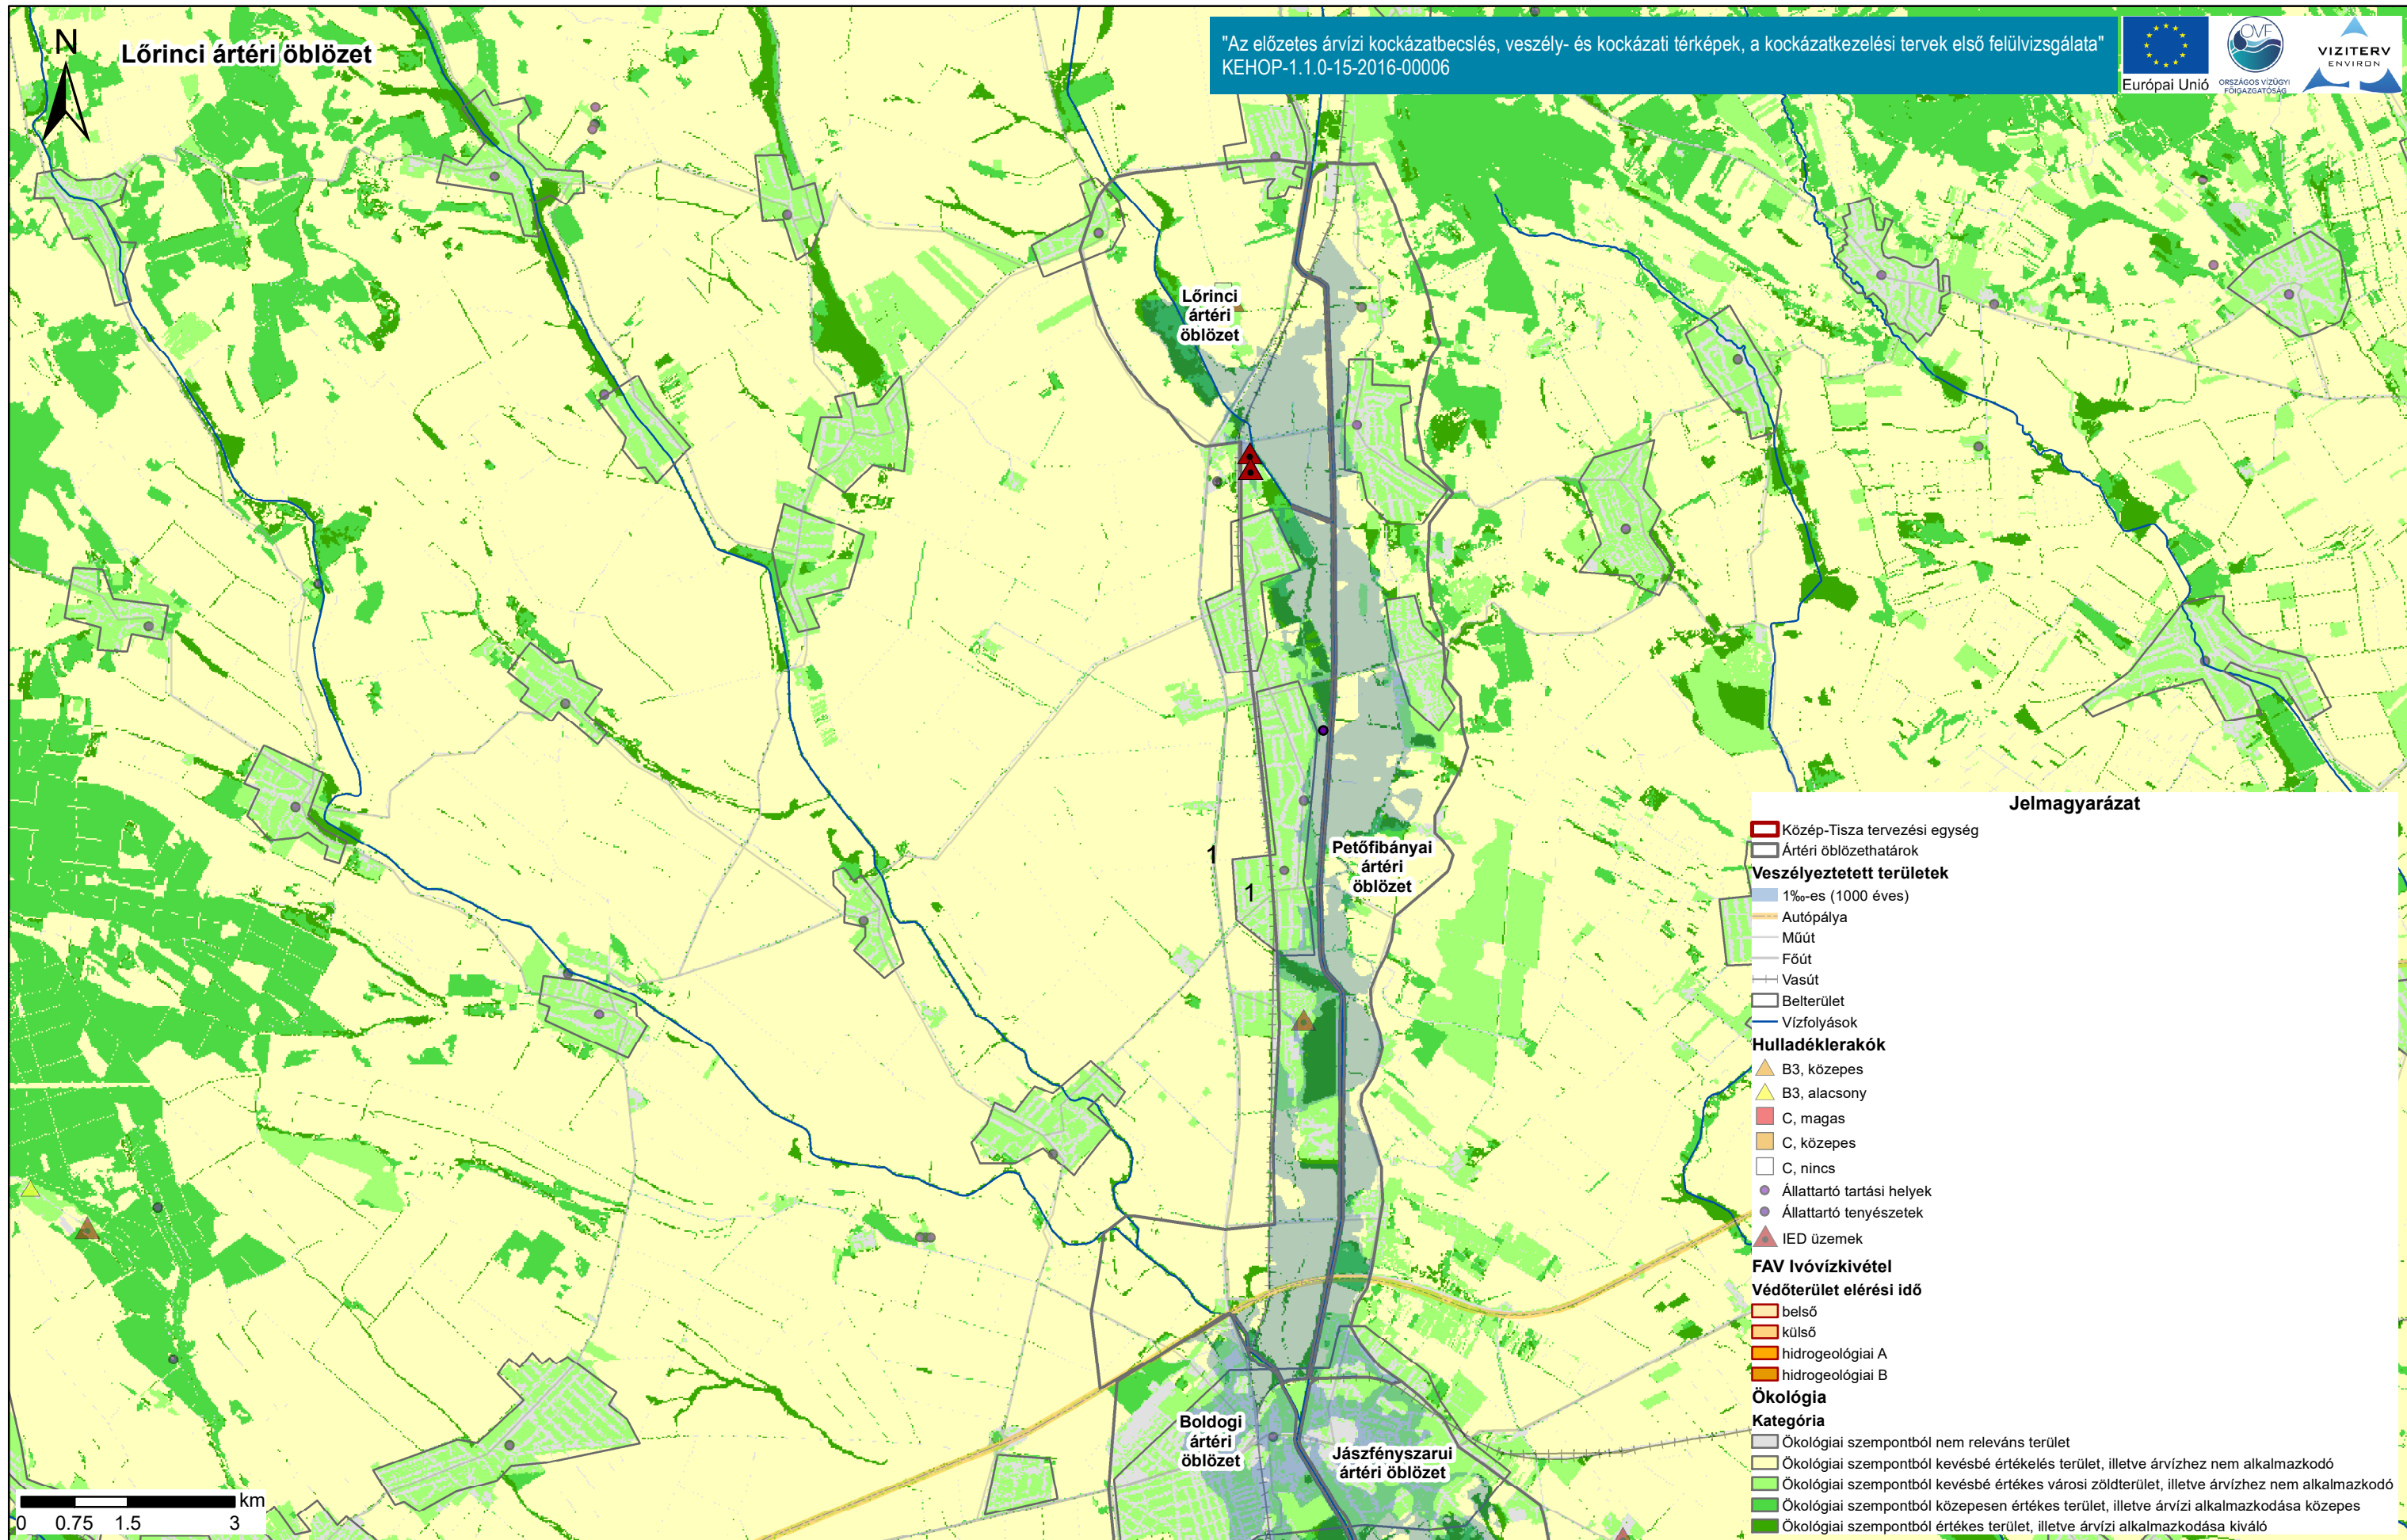 Lőrinci ártéri öblözet
N
"Az előzetes árvízi kockázatbecslés, veszély- és kockázati térképek, a kockázatkezelési tervek első felülvizsgálata"
KEHOP-1.1.0-15-2016-00006
Európai Unió
OVF
ORSZÁGOS VÍZÜGYI
FŐIGAZGATÓSÁG
VIZITERV
ENVIRON
Lőrinci
ártéri
öblözet
Petőfibányai
ártéri
öblözet
1
1
Boldogi
ártéri
öblözet
Jászfényszarui
ártéri öblözet
Jelmagyarázat
Közép-Tisza tervezési egység
Ártéri öblözethatárok
Veszélyeztetett területek
1‰-es (1000 éves)
Autópálya
Műút
Főút
Vasút
Belterület
Vízfolyások
Hulladéklerakók
B3, közepes
B3, alacsony
C, magas
C, közepes
C, nincs
Állattartó tartási helyek
Állattartó tenyészetek
IED üzemek
FAV Ivóvízkivétel
Védőterület elérési idő
belső
külső
hidrogeológiai A
hidrogeológiai B
Ökológia
Kategória
Ökológiai szempontból nem releváns terület
Ökológiai szempontból kevésbé értékelés terület, illetve árvízhez nem alkalmazkodó
Ökológiai szempontból kevésbé értékes városi zöldterület, illetve árvízhez nem alkalmazkodó
Ökológiai szempontból közepesen értékes terület, illetve árvízi alkalmazkodása közepes
Ökológiai szempontból értékes terület, illetve árvízi alkalmazkodása kiváló
km
0 0.75 1.5 3